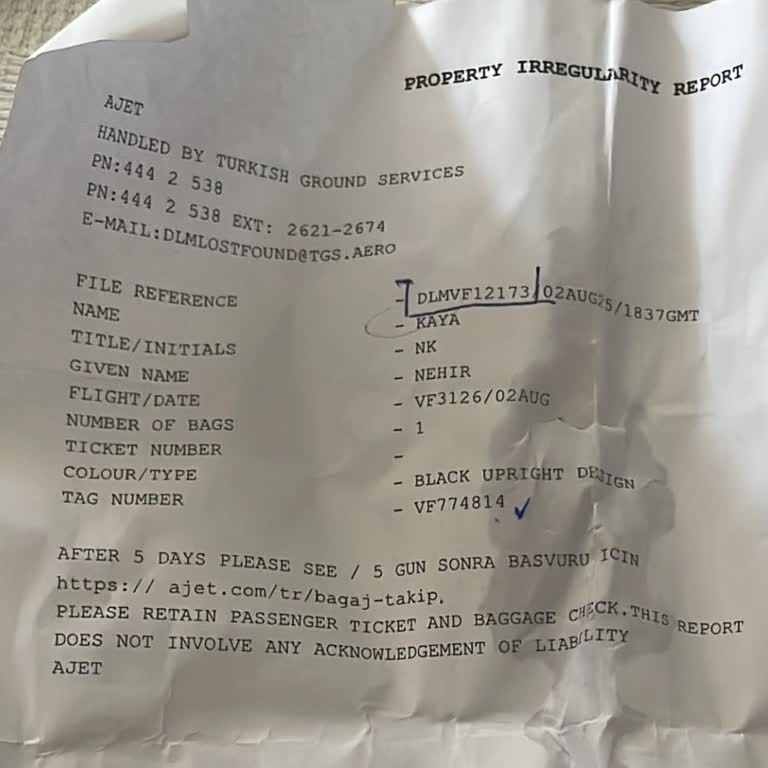 PROPERTY IRREGULARITY REPORT
AJET
HANDLED BY TURKISH GROUND SERVICES
PN:444 2 538
PN:444 2 538 EXT: 2621-2674
E-MAIL:DLMLOSTFOUND@TGS.AERO
FILE REFERENCE - DLMVF12173/02AUG25/1837GMT
NAME - KAYA
TITLE/INITIALS - NK
GIVEN NAME - NEHIR
FLIGHT/DATE - VF3126/02AUG
NUMBER OF BAGS - 1
TICKET NUMBER -
COLOUR/TYPE - BLACK UPRIGHT DESIGN
TAG NUMBER - VF774814 ✓
AFTER 5 DAYS PLEASE SEE / 5 GUN SONRA BASVURU ICIN
https:// ajet.com/tr/bagaj-takip.
PLEASE RETAIN PASSENGER TICKET AND BAGGAGE CHECK.THIS REPORT
DOES NOT INVOLVE ANY ACKNOWLEDGEMENT OF LIABILITY
AJET